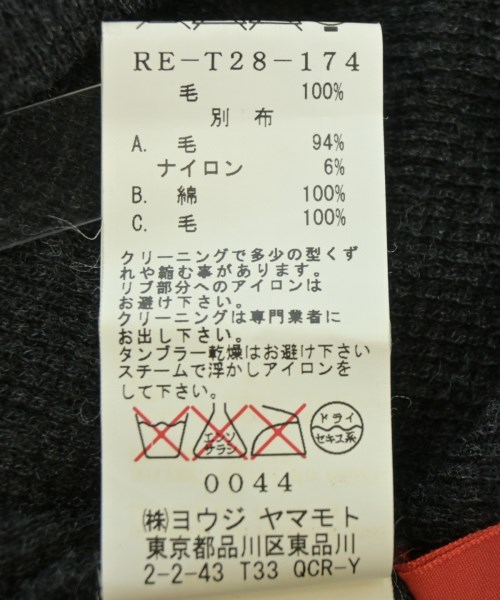 RE-T28-174
毛 100%
別 布
A. 毛 94%
ナイロン 6%
B. 綿 100%
C. 毛 100%
クリーニングで多少の型くず
れや縮む事があります。
リブ部分へのアイロンは
お避け下さい。
クリーニングは専門業者に
お出し下さい。
タンブラー乾燥はお避け下さい
スチームで浮かしアイロンを
して下さい。
エンソ
サラシ
ドライ
セキユ系
0044
㈱ヨウジ ヤマモト
東京都品川区東品川
2-2-43 T33 QCR-Y